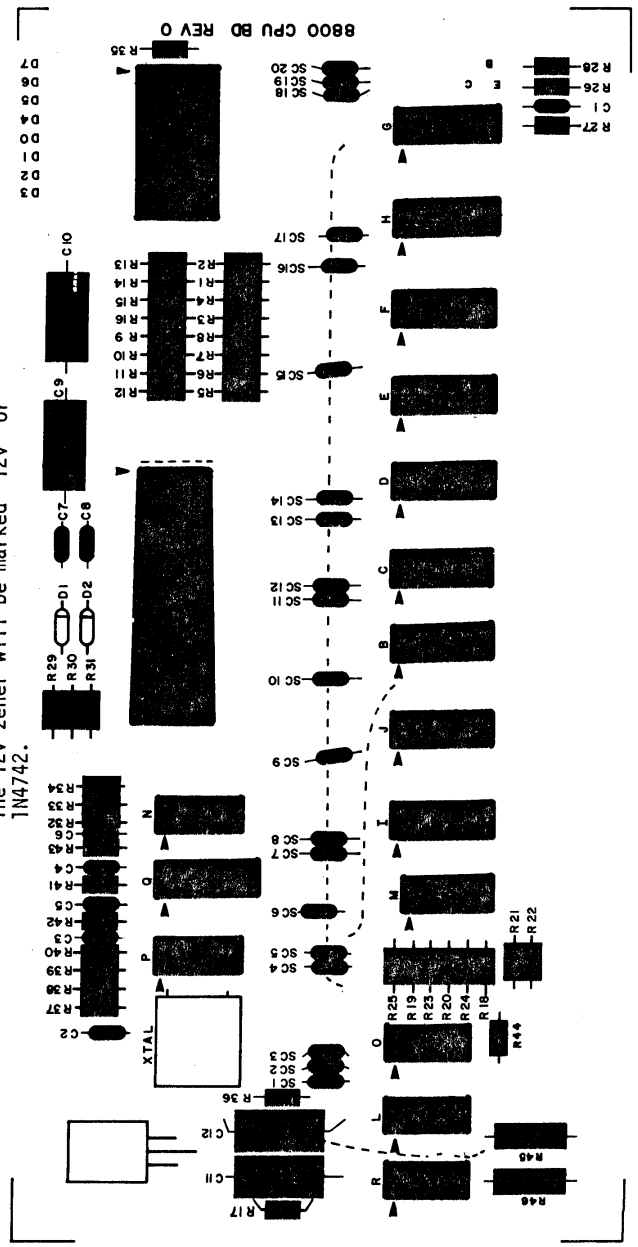 8800 CPU BD REV 0
R35
D7
D6
D5
D4
D0
D1
D2
D3
SC20
SC19
SC18
B
E
C
R28
R26
C1
R27
G
H
SC17
SC16
C10
R13
R14
R15
R16
R9
R10
R11
R12
R2
R1
R4
R3
R8
R7
R6
R5
F
E
SC15
C9
D
SC14
SC13
C7
C8
C
SC12
SC11
D1
D2
B
SC10
R29
R30
R31
J
SC9
The 12V zener will be marked 12V or
1N4742.
R34
R33
R32
C6
R43
C4
R41
C5
R42
C3
R40
R39
R38
R37
C2
N
Q
P
XTAL
SC8
SC7
SC6
SC5
SC4
I
M
R25
R19
R23
R20
R24
R18
R21
R22
R44
O
SC3
SC2
SC1
R36
C12
C11
R17
L
R
R45
R46